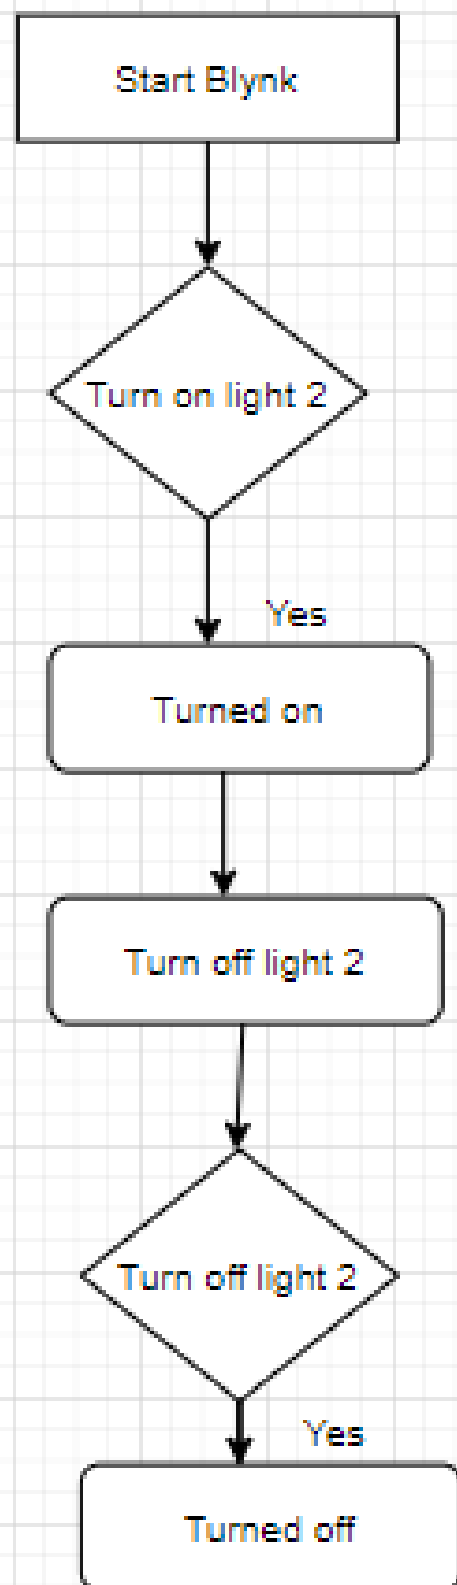 Start Blynk
Turn on light 2
Yes
Turned on
Turn off light 2
Turn off light 2
Yes
Turned off